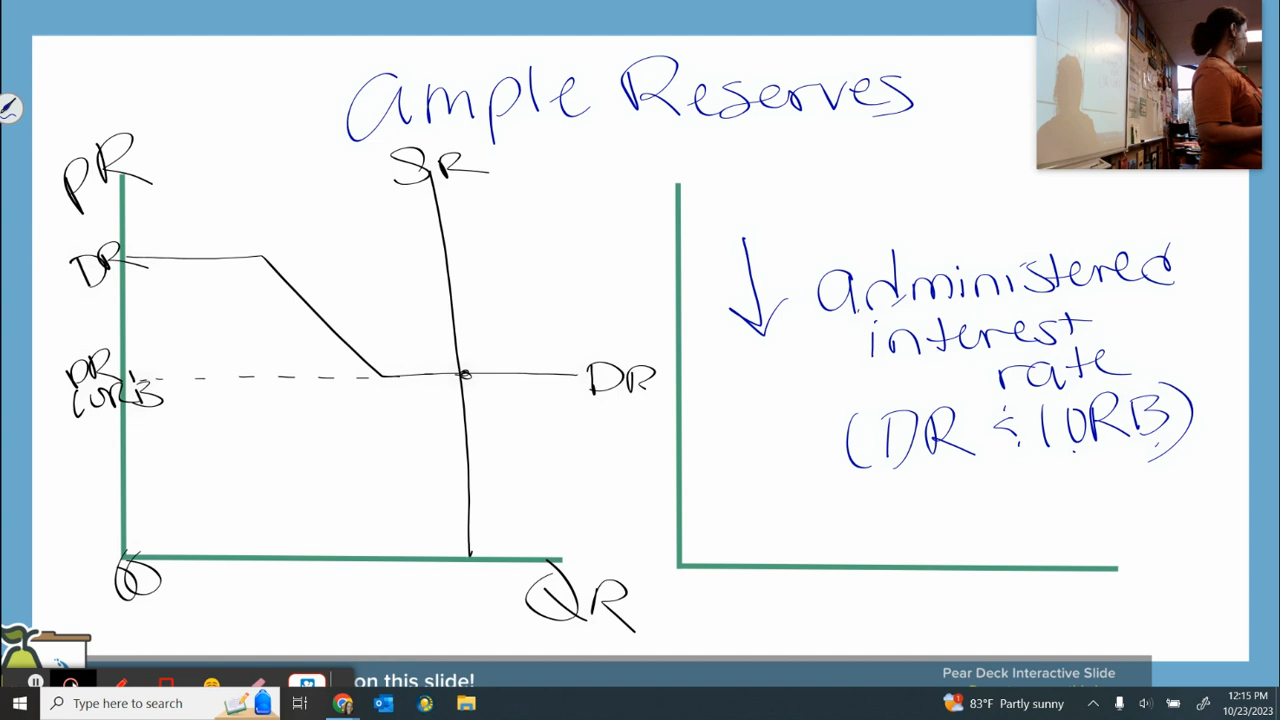 Ample Reserves
PR
SR
DR
PR
IORB
DR
QR
↓ administered
interest
rate
(DR & IORB)
on this slide!
Pear Deck Interactive Slide
Type here to search
83°F Partly sunny
12:15 PM
10/23/2023